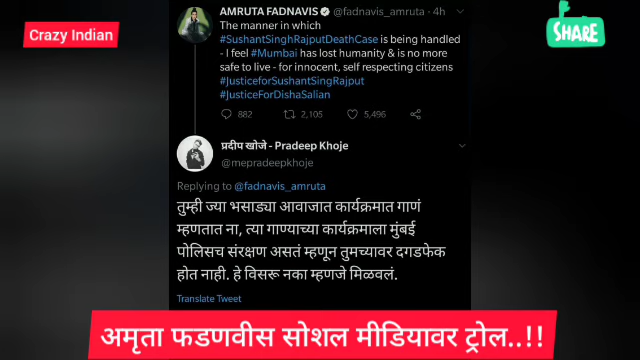 Crazy Indian
SHARE
AMRUTA FADNAVIS @fadnavis_amruta · 4h
The manner in which
#SushantSinghRajputDeathCase is being handled
- I feel #Mumbai has lost humanity & is no more
safe to live - for innocent, self respecting citizens
#JusticeforSushantSingRajput
#JusticeForDishaSalian
882 2,105 5,496
प्रदीप खोजे - Pradeep Khoje
@mepradeepkhoje
Replying to @fadnavis_amruta
तुम्ही ज्या भसाड्या आवाजात कार्यक्रमात गाणं
म्हणतात ना, त्या गाण्याच्या कार्यक्रमाला मुंबई
पोलिसच संरक्षण असतं म्हणून तुमच्यावर दगडफेक
होत नाही. हे विसरू नका म्हणजे मिळवलं.
Translate Tweet
अमृता फडणवीस सोशल मीडियावर ट्रोल..!!